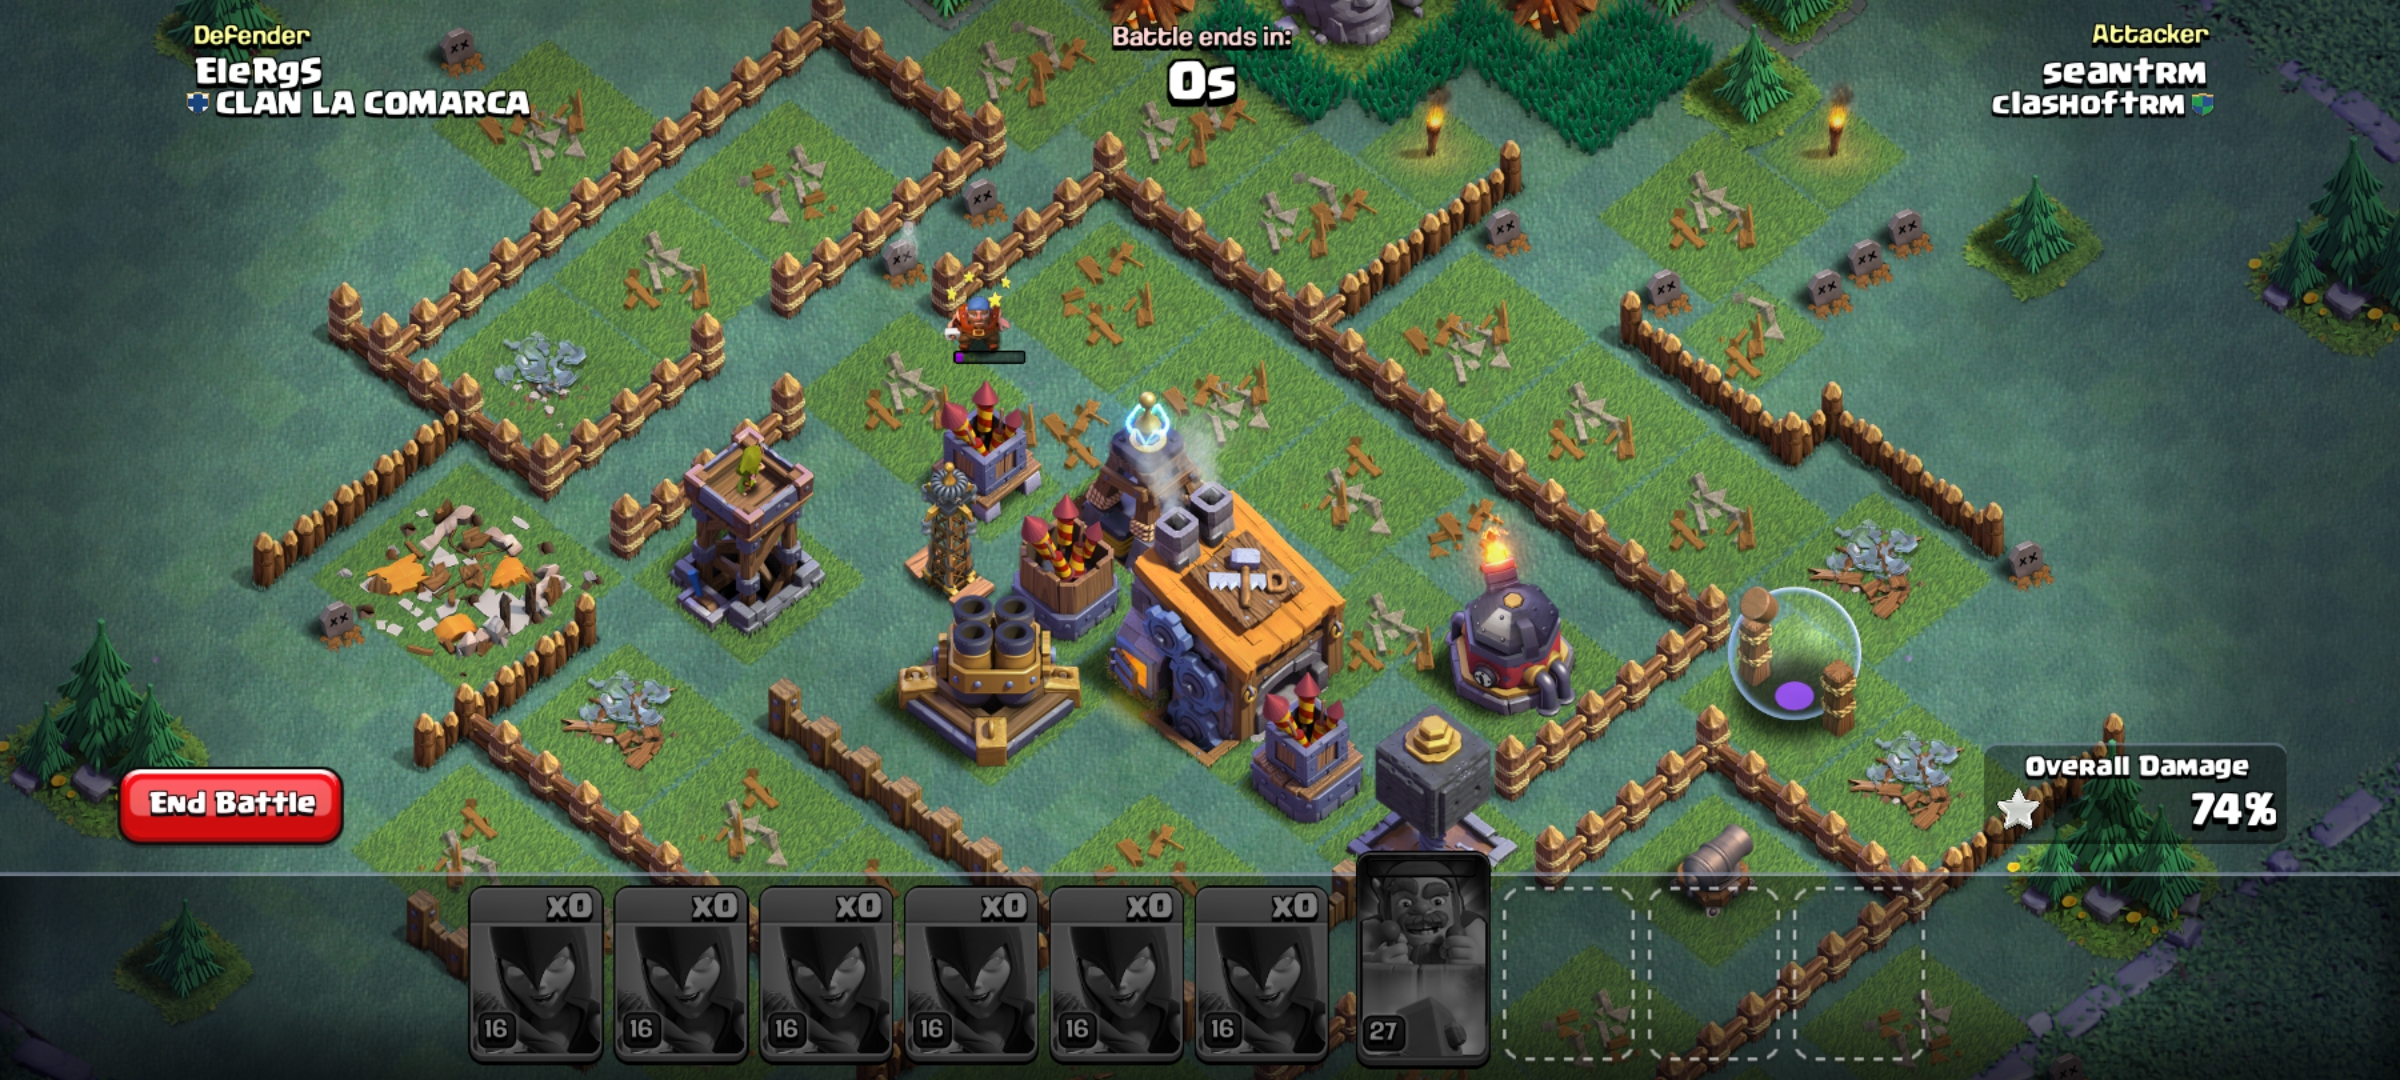 Defender
EleRgS
CLAN LA COMARCA
Battle ends in:
0s
Attacker
seantRM
clashoftRM
End Battle
Overall Damage
74%
x0 x0 x0 x0 x0 x0
16 16 16 16 16 16 27